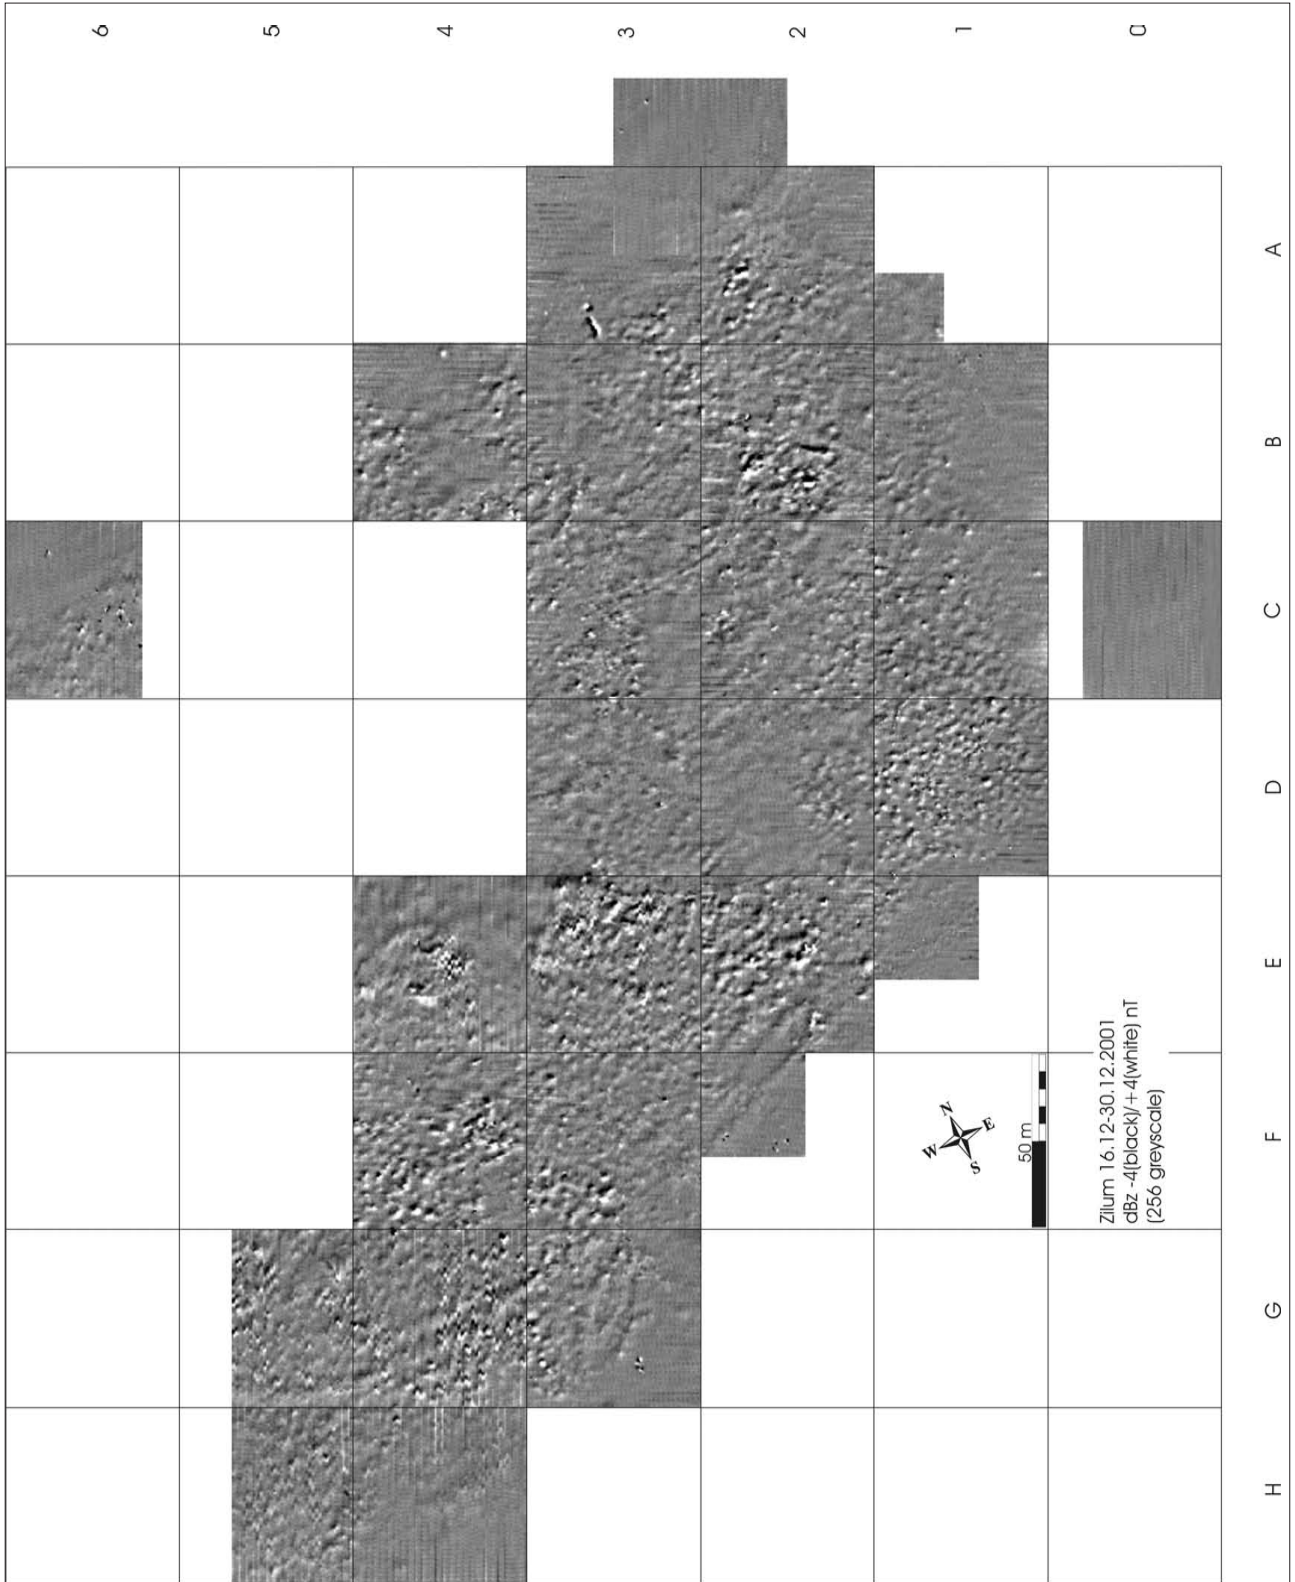 6
5
4
3
2
1
0
A
B
C
D
E
F
G
H
N
W
E
S
50 m
Zilum 16.12-30.12.2001
dBz -4(black)/+4(white) nT
(256 greyscale)